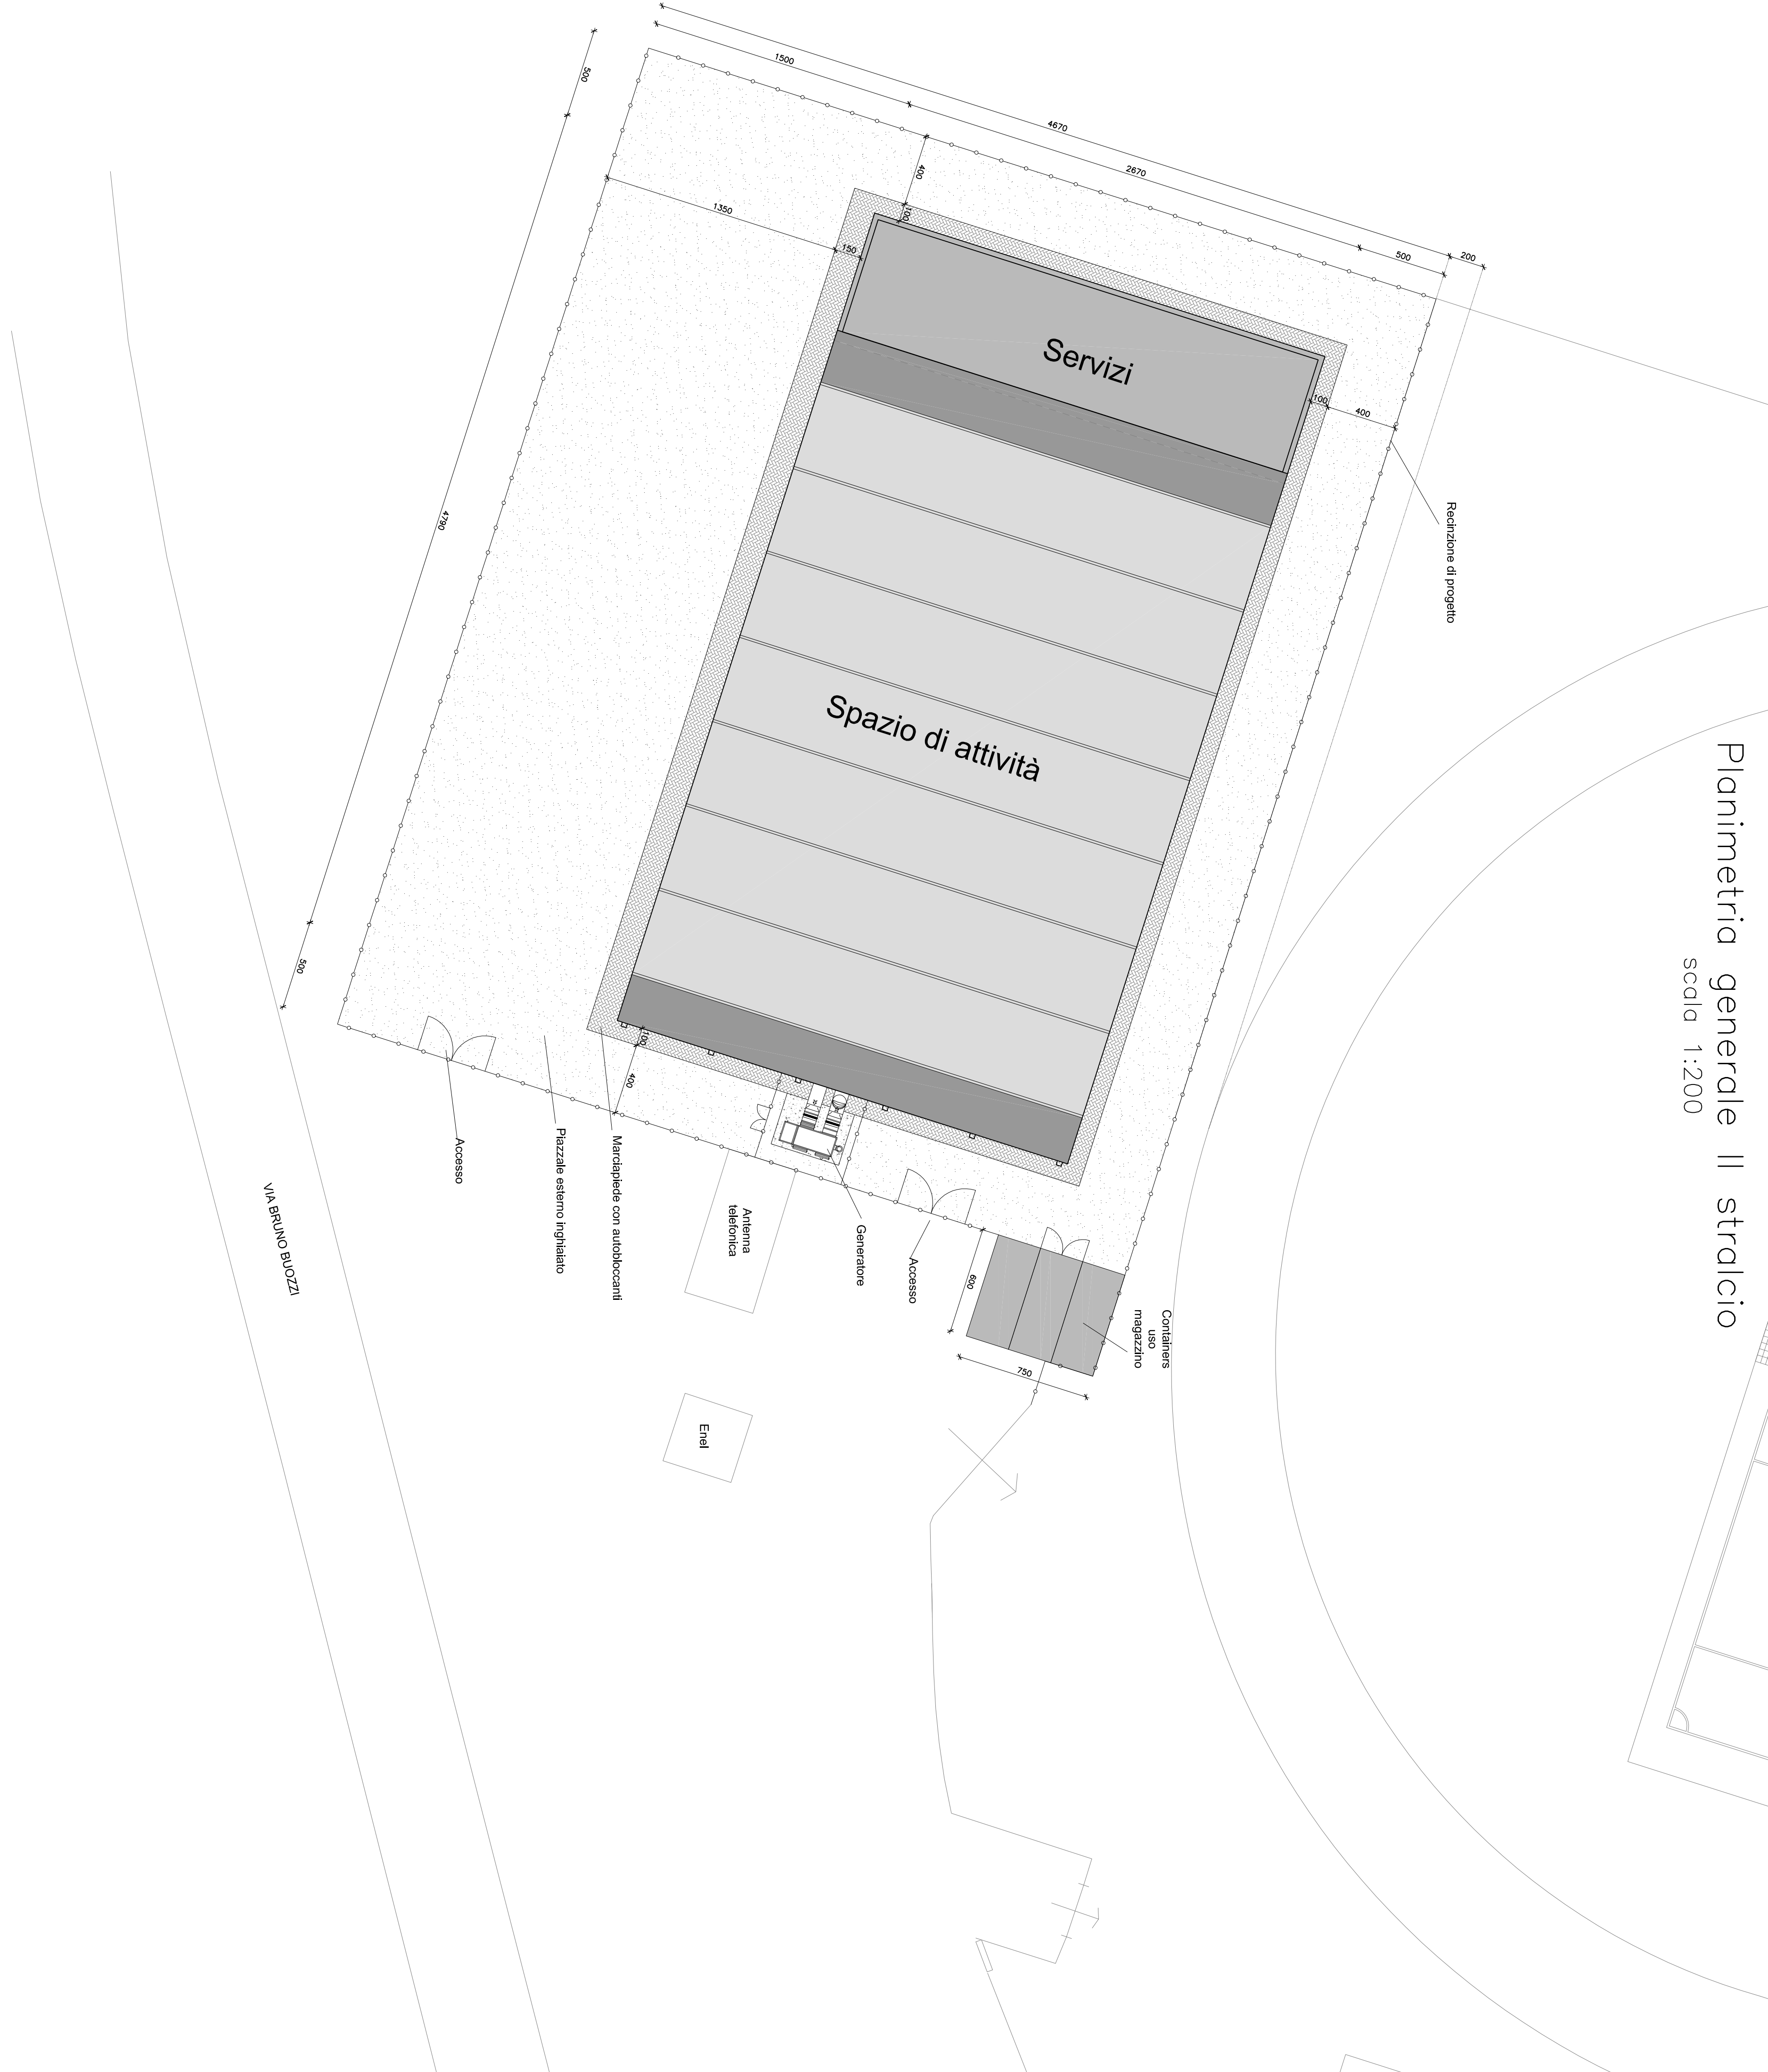 Planimetria generale II stralcio
scala 1:200
4670
1500
2670
500
200
500
4790
500
400
100
1350
150
100
400
Servizi
Spazio di attività
Recinzione di progetto
100
400
Accesso
Piazzale esterno inghiaiato
Marciapiede con autobloccanti
Antenna
telefonica
Generatore
Accesso
600
750
Containers
uso
magazzino
Enel
VIA BRUNO BUOZZI